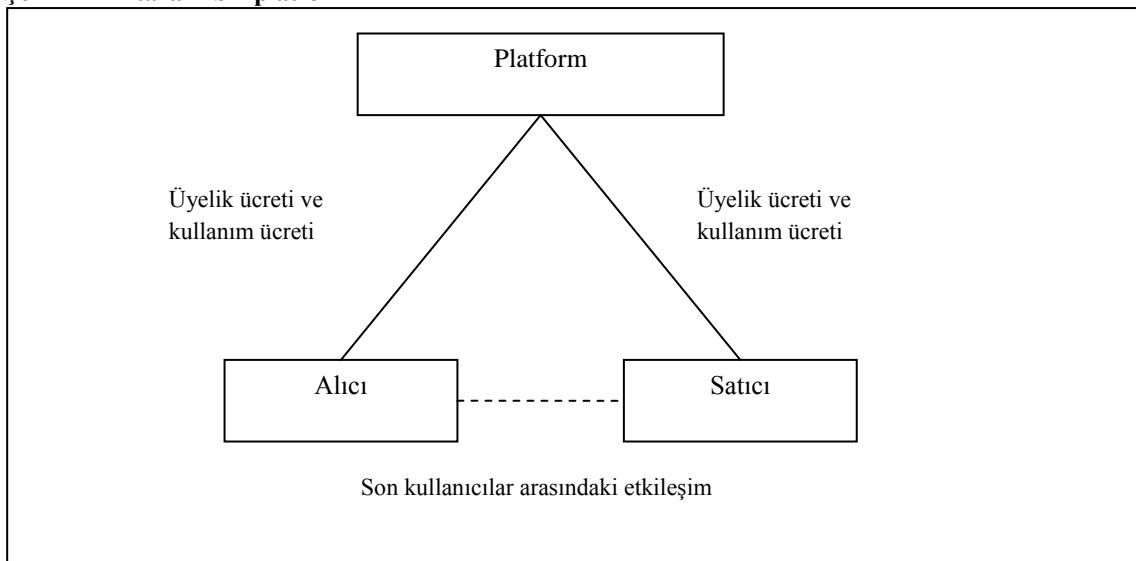 Platform
Üyelik ücreti ve
kullanım ücreti
Üyelik ücreti ve
kullanım ücreti
Alıcı
Satıcı
Son kullanıcılar arasındaki etkileşim